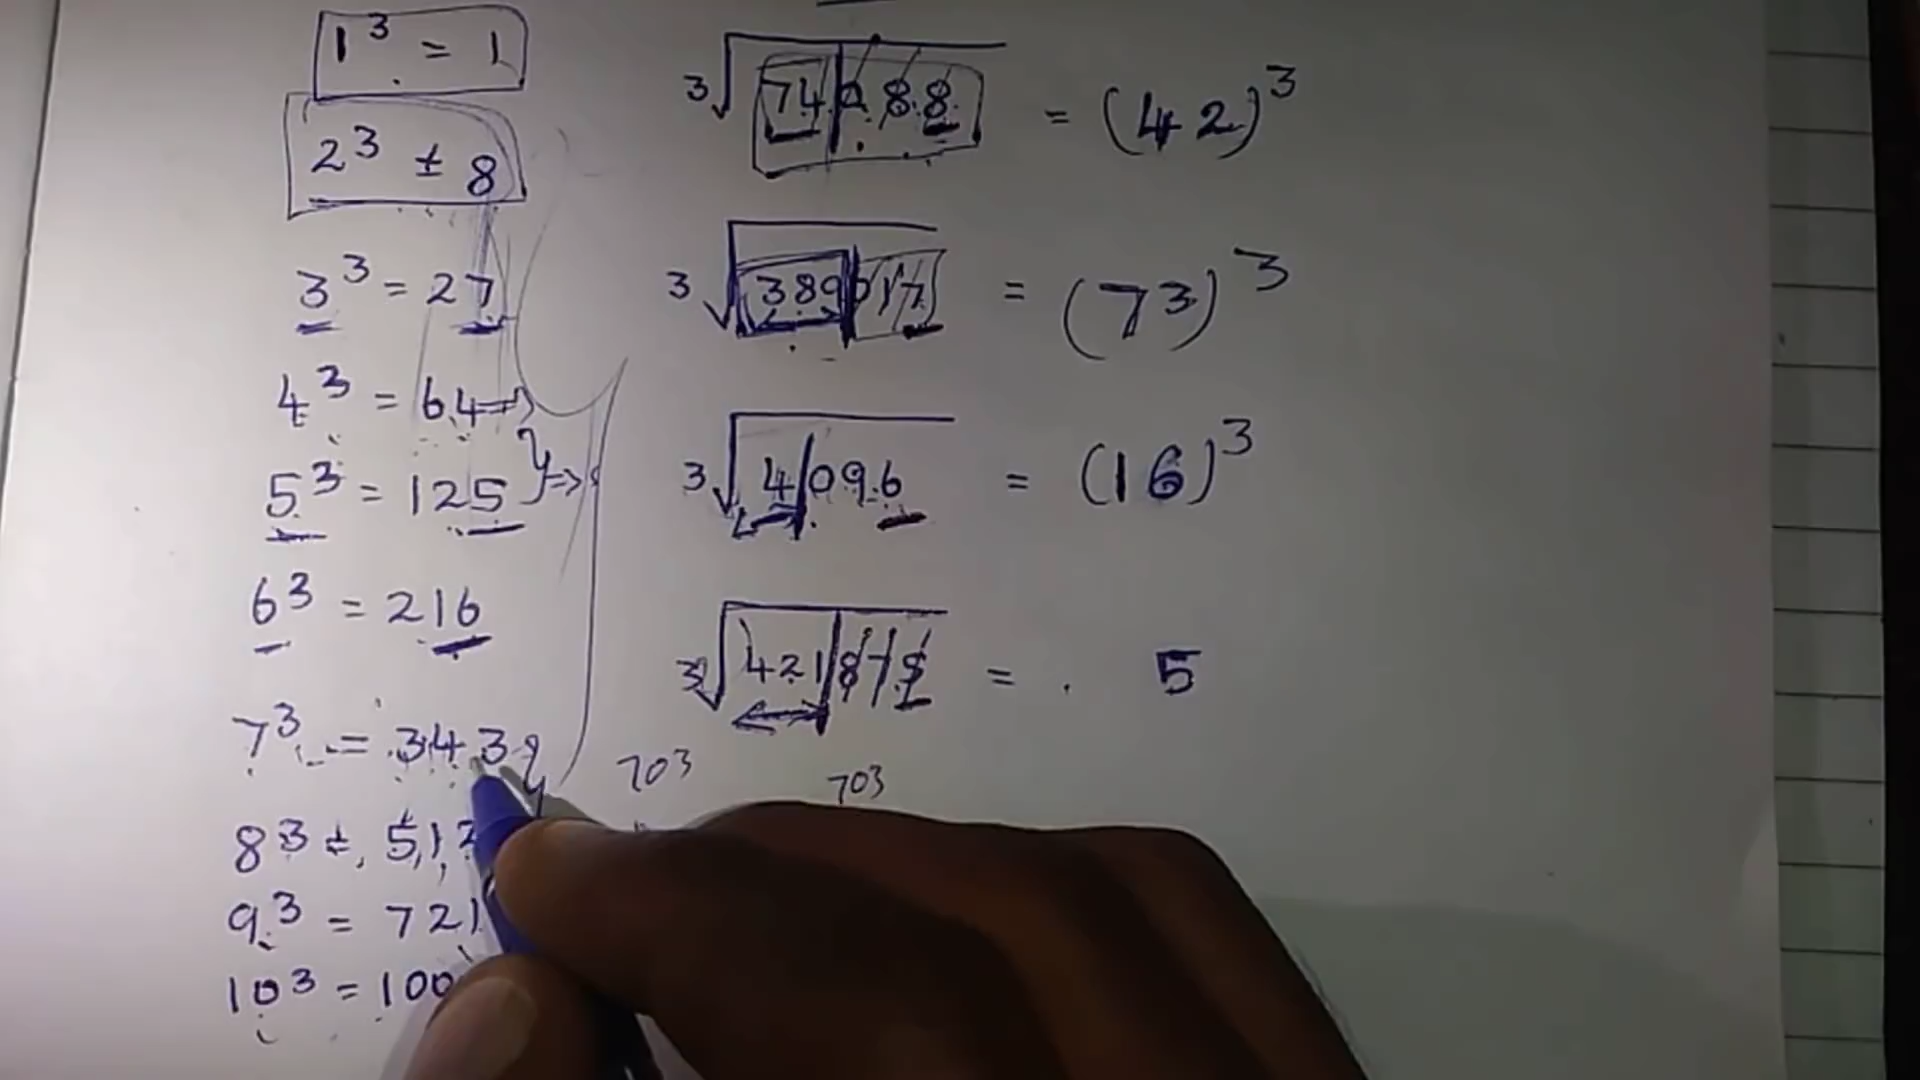 1³ = 1
2³ = 8
3³ = 27
4³ = 64
5³ = 125
6³ = 216
7³ = 343
8³ = 512
9³ = 721
10³ = 100
³√74088 = (42)³
³√389017 = (73)³
³√4096 = (16)³
³√421875 = . 5
703
703